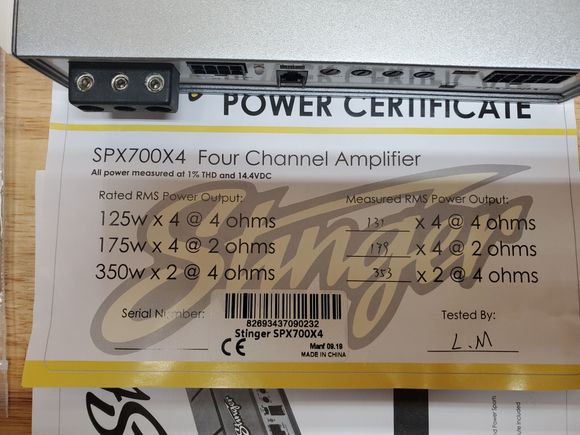 POWER CERTIFICATE
SPX700X4 Four Channel Amplifier
All power measured at 1% THD and 14.4VDC
Rated RMS Power Output: Measured RMS Power Output:
125w x 4 @ 4 ohms 131 x 4 @ 4 ohms
175w x 4 @ 2 ohms 179 x 4 @ 2 ohms
350w x 2 @ 4 ohms 353 x 2 @ 4 ohms
Stinger
Serial Number: Tested By:
82693437090232
Stinger SPX700X4
CE Manf 09.19
MADE IN CHINA
L.M
Stinger